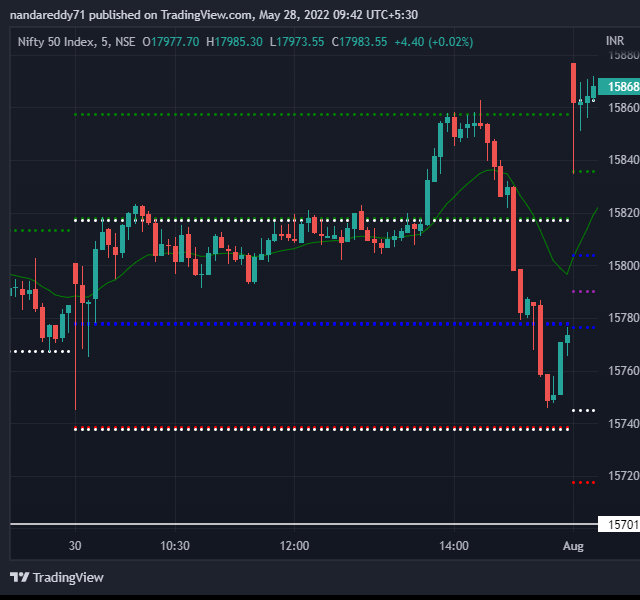 nandareddy71 published on TradingView.com, May 28, 2022 09:42 UTC+5:30
Nifty 50 Index, 5, NSE O17977.70 H17985.30 L17973.55 C17983.55 +4.40 (+0.02%)
INR
15880
15868
15860
15840
15820
15800
15780
15760
15740
15720
15701
30 10:30 12:00 14:00 Aug
TradingView